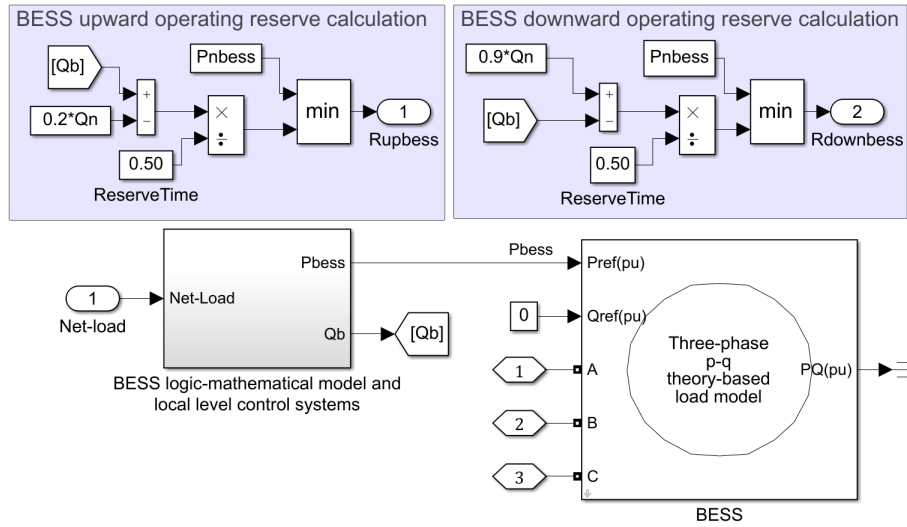 BESS upward operating reserve calculation
[Qb]
Pnbess
+
−
0.2*Qn
×
÷
min
1
Rupbess
0.50
ReserveTime
BESS downward operating reserve calculation
0.9*Qn
Pnbess
+
−
[Qb]
×
÷
min
2
Rdownbess
0.50
ReserveTime
1
Net-load
Net-Load
Pbess
Qb
[Qb]
BESS logic-mathematical model and
local level control systems
Pbess
Pref(pu)
0
Qref(pu)
1
A
2
B
3
C
Three-phase
p-q
theory-based
load model
PQ(pu)
BESS